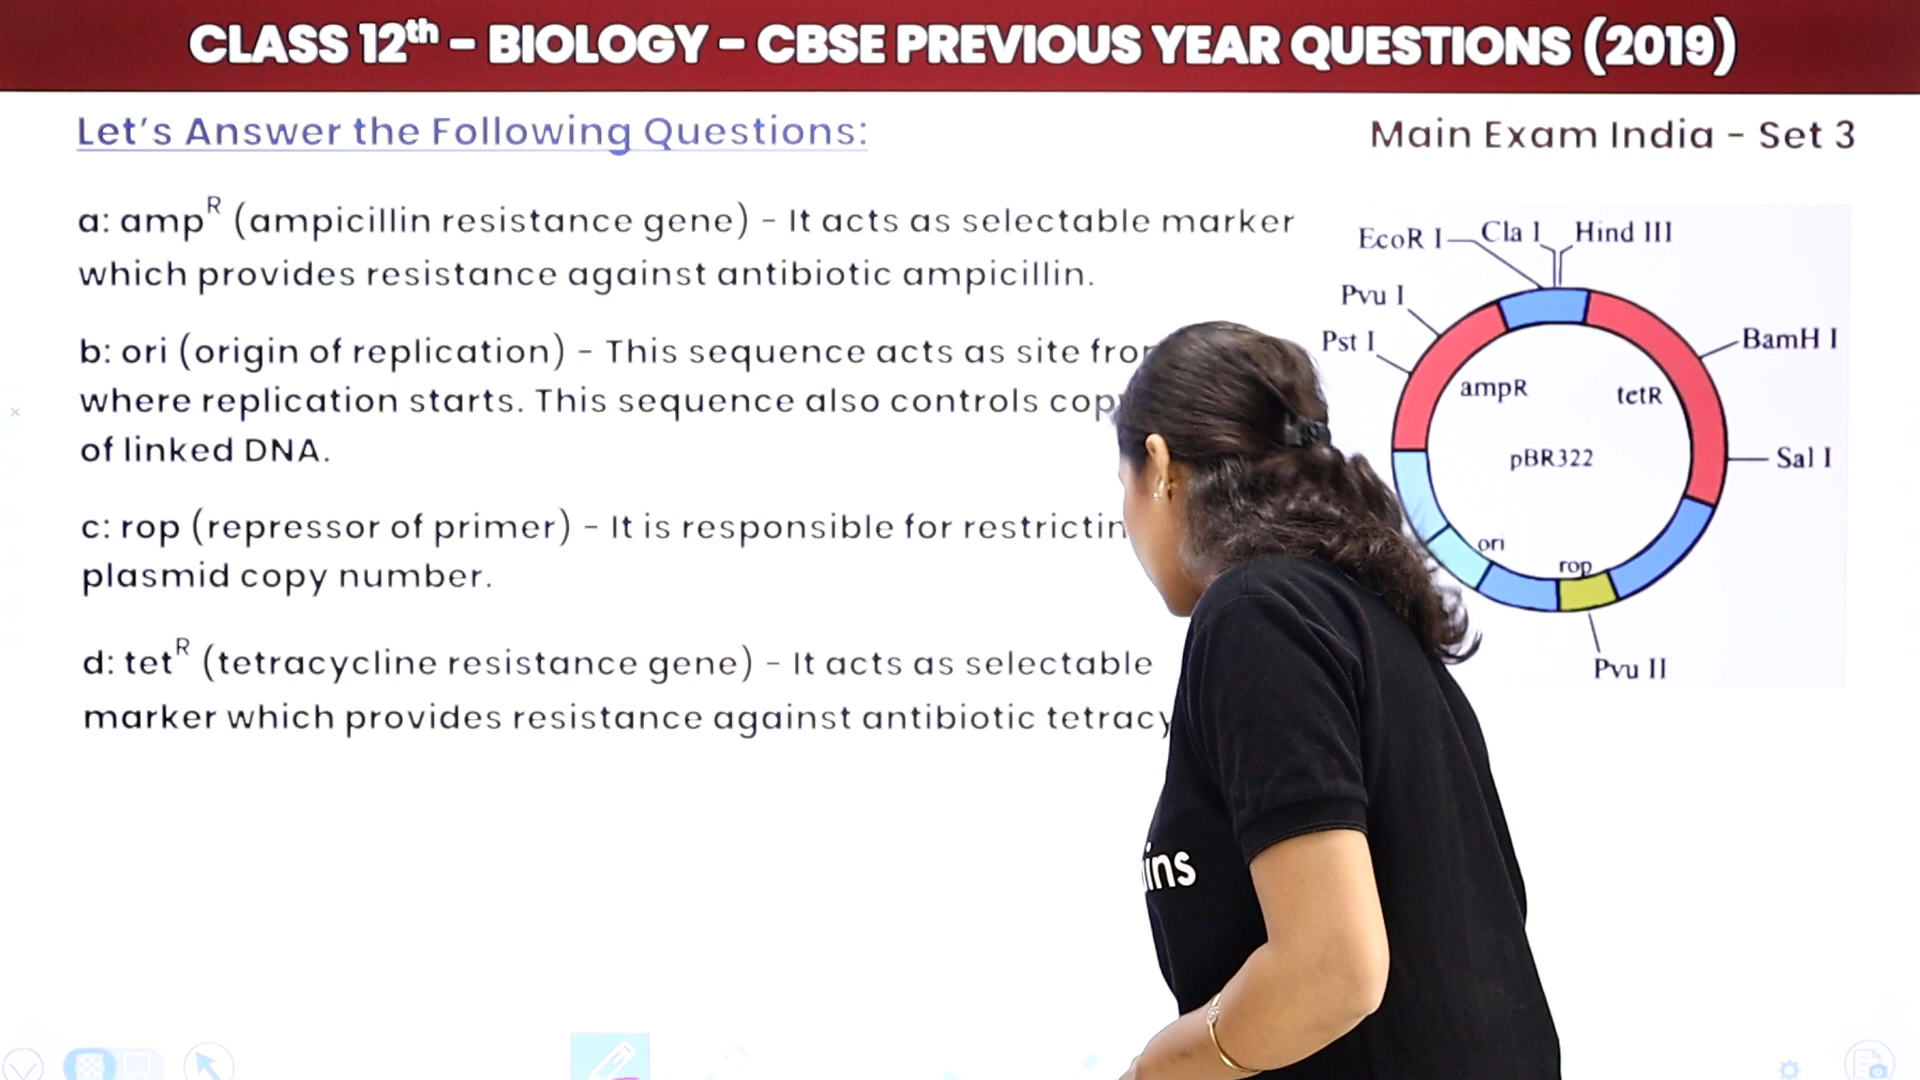 CLASS 12th - BIOLOGY - CBSE PREVIOUS YEAR QUESTIONS (2019)
Let's Answer the Following Questions:
Main Exam India - Set 3
a: ampR (ampicillin resistance gene) - It acts as selectable marker
which provides resistance against antibiotic ampicillin.
b: ori (origin of replication) - This sequence acts as site
where replication starts. This sequence also controls
of linked DNA.
c: rop (repressor of primer) - It is responsible for
plasmid copy number.
d: tetR (tetracycline resistance gene) - It acts as selectable
marker which provides resistance against antibiotic
EcoR I
Cla I
Hind III
Pvu I
Pst I
BamH I
ampR
tetR
pBR322
Sal I
ori
rop
Pvu II
ins